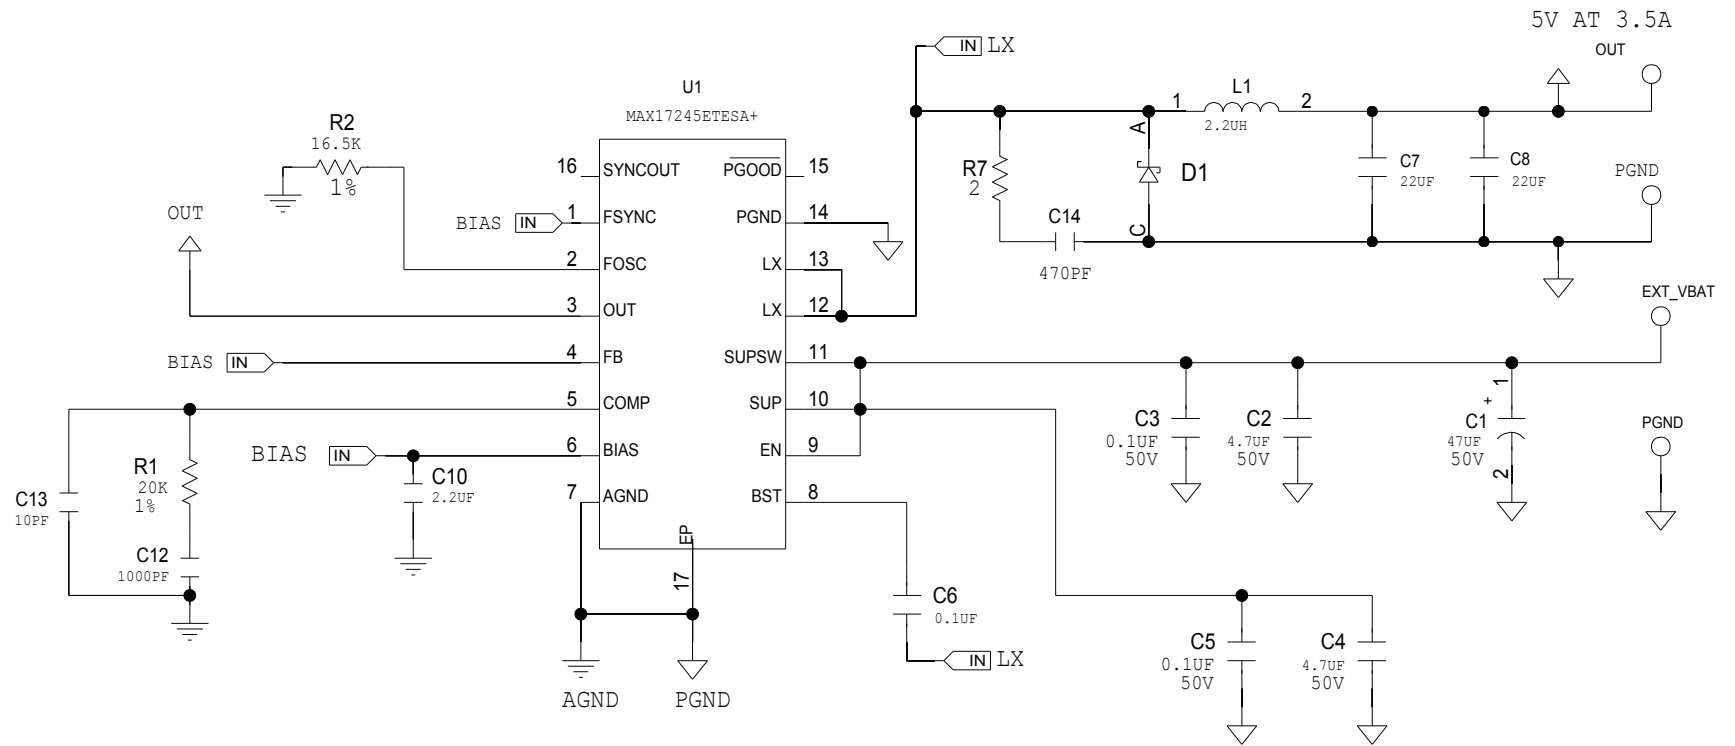 5V AT 3.5A
OUT
IN LX
U1
MAX17245ETESA+
R2
16.5K
1%
OUT
BIAS IN
16 SYNCOUT
1 FSYNC
2 FOSC
3 OUT
BIAS IN
4 FB
5 COMP
BIAS IN
6 BIAS
7 AGND
PGOOD 15
PGND 14
LX 13
LX 12
SUPSW 11
SUP 10
EN 9
BST 8
EP
17
1 L1 2
2.2UH
A
D1
C
R7
2
C14
470PF
C7
22UF
C8
22UF
PGND
EXT_VBAT
C3
0.1UF
50V
C2
4.7UF
50V
1
+
C1
47UF
50V
2
PGND
C13
10PF
R1
20K
1%
C12
1000PF
C10
2.2UF
C6
0.1UF
IN LX
C5
0.1UF
50V
C4
4.7UF
50V
AGND
PGND